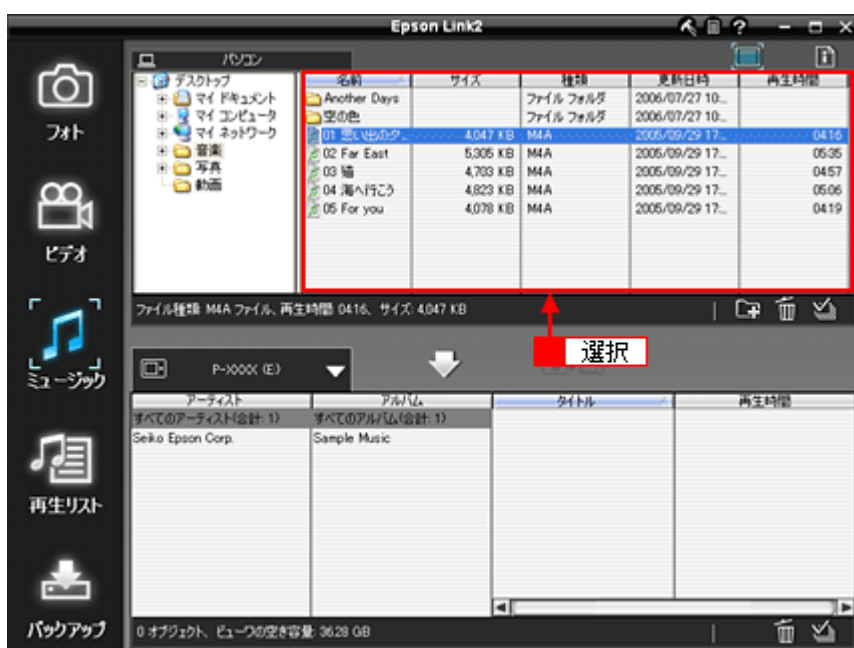 Epson Link2
パソコン
デスクトップ
マイ ドキュメント
マイ コンピュータ
マイ ネットワーク
音楽
写真
動画
名前 サイズ 種類 更新日時 再生時間
Another Days ファイル フォルダ 2006/07/27 10:...
空の色 ファイル フォルダ 2006/07/27 10:...
01 思い出のタ... 4,047 KB M4A 2005/09/29 17:... 04:16
02 Far East 5,305 KB M4A 2005/09/29 17:... 05:35
03 猫 4,703 KB M4A 2005/09/29 17:... 04:57
04 海へ行こう 4,823 KB M4A 2005/09/29 17:... 05:06
05 For you 4,078 KB M4A 2005/09/29 17:... 04:19
ファイル種類: M4A ファイル、再生時間: 04:16、サイズ: 4,047 KB
選択
P-XXXX (E)
アーティスト アルバム タイトル 再生時間
すべてのアーティスト(合計: 1) すべてのアルバム(合計: 1)
Seiko Epson Corp. Sample Music
0 オブジェクト、ビューワの空き容量: 36.28 GB
フォト
ビデオ
ミュージック
再生リスト
バックアップ